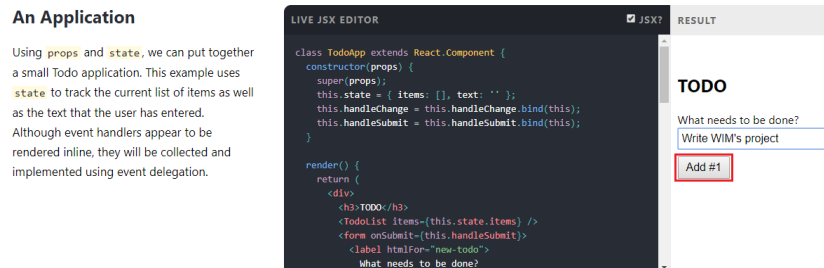 An Application
Using props and state, we can put together
a small Todo application. This example uses
state to track the current list of items as well
as the text that the user has entered.
Although event handlers appear to be
rendered inline, they will be collected and
implemented using event delegation.
LIVE JSX EDITOR
JSX?
class TodoApp extends React.Component {
  constructor(props) {
    super(props);
    this.state = { items: [], text: '' };
    this.handleChange = this.handleChange.bind(this);
    this.handleSubmit = this.handleSubmit.bind(this);
  }
  render() {
    return (
      <div>
        <h3>TODO</h3>
        <TodoList items={this.state.items} />
        <form onSubmit={this.handleSubmit}>
          <label htmlFor="new-todo">
            What needs to be done?
RESULT
TODO
What needs to be done?
Write WIM's project
Add #1